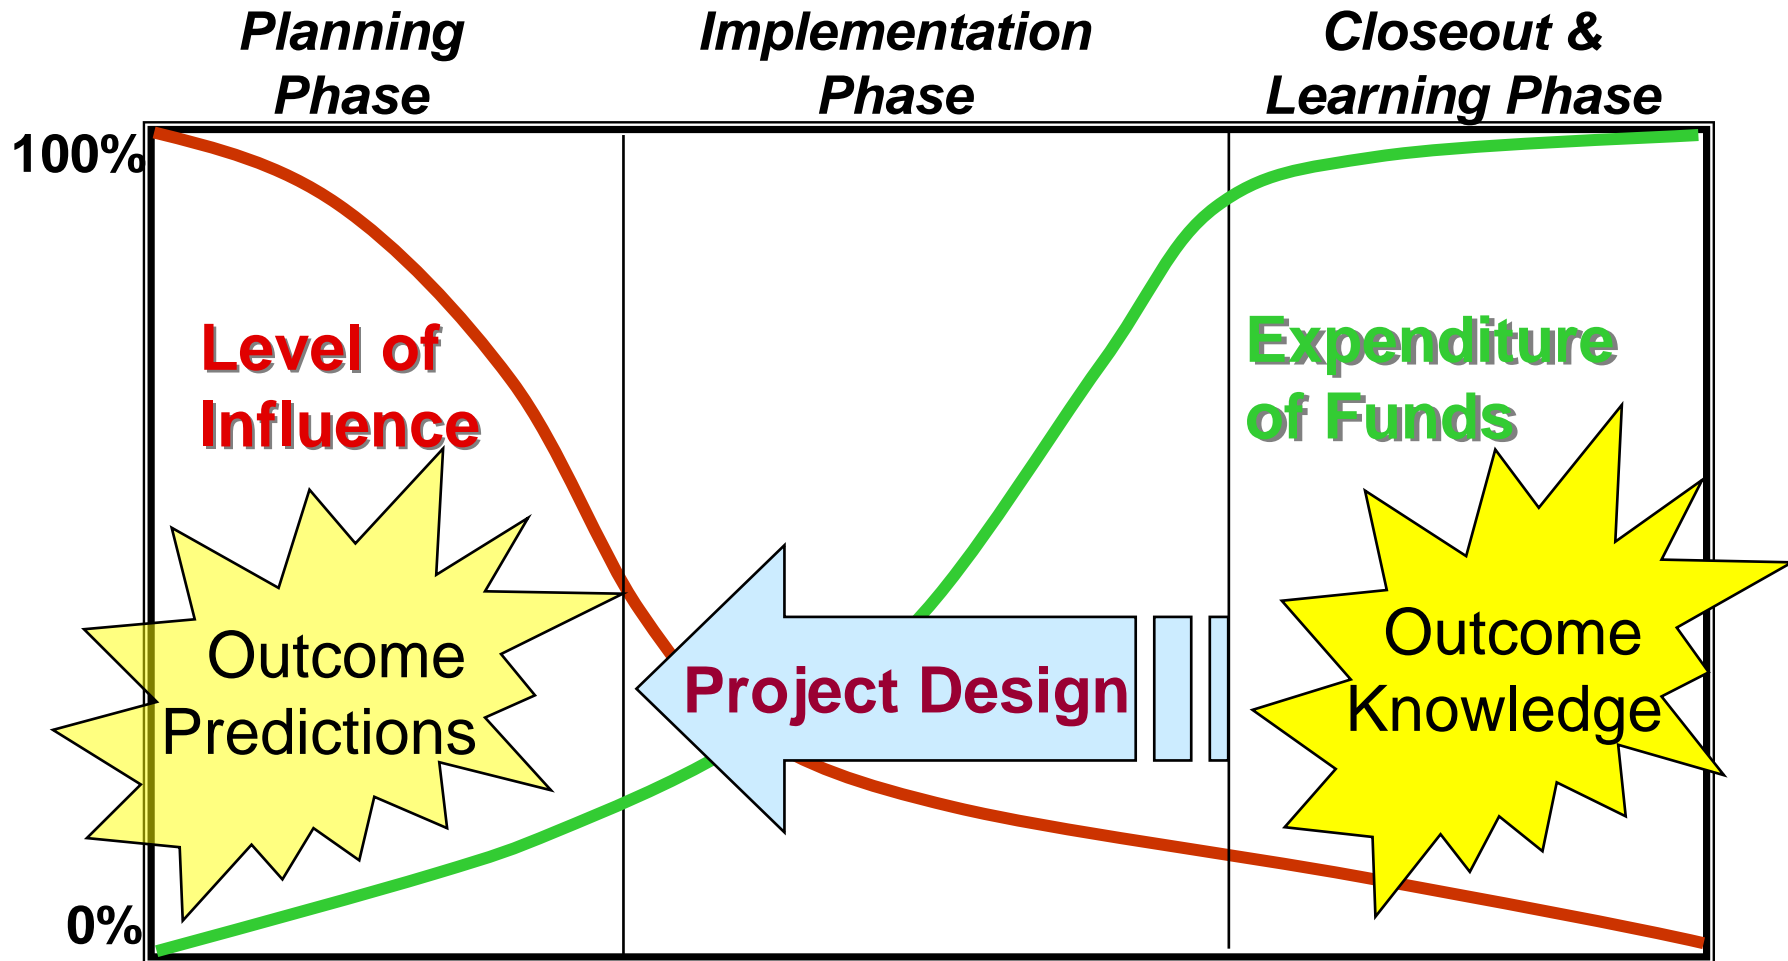 Planning
Phase
Implementation
Phase
Closeout &
Learning Phase
100%
Level of
Influence
Expenditure
of Funds
Outcome
Predictions
Project Design
Outcome
Knowledge
0%